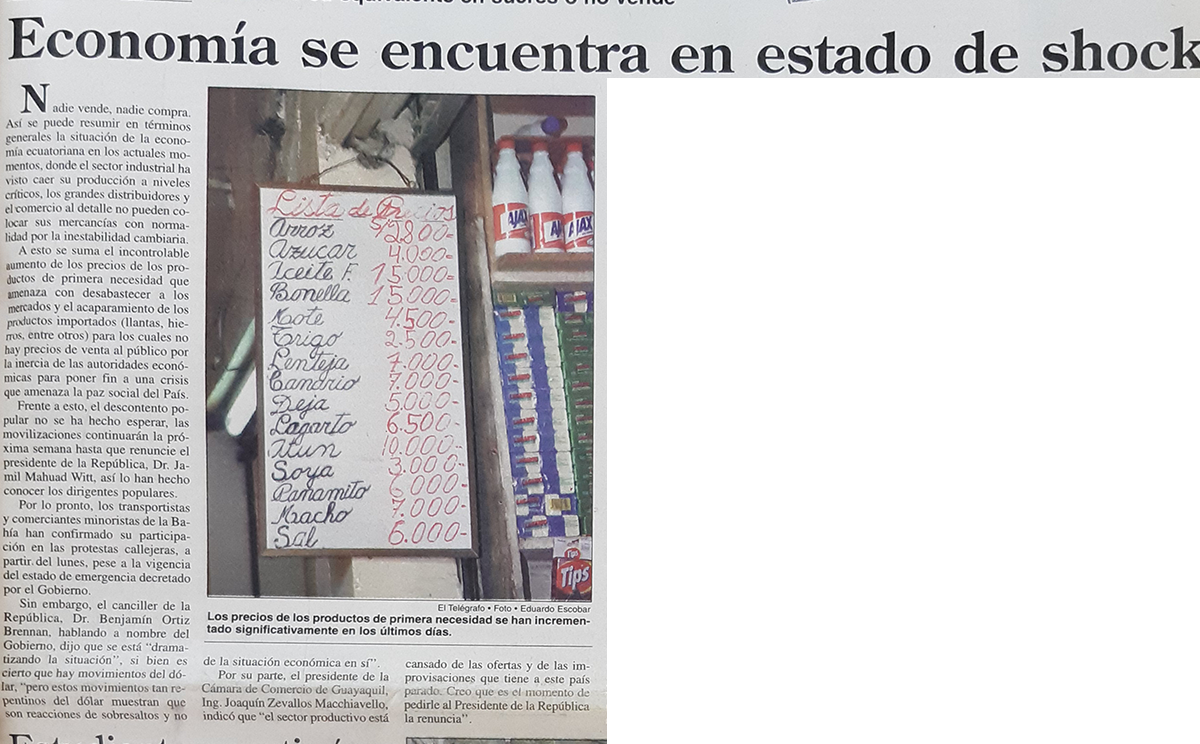 Economía se encuentra en estado de shock
Nadie vende, nadie compra.
Así se puede resumir en términos
generales la situación de la econo-
mía ecuatoriana en los actuales mo-
mentos, donde el sector industrial ha
visto caer su producción a niveles
críticos, los grandes distribuidores y
el comercio al detalle no pueden co-
locar sus mercancías con norma-
lidad por la inestabilidad cambiaria.
A esto se suma el incontrolable
aumento de los precios de los pro-
ductos de primera necesidad que
amenaza con desabastecer a los
mercados y el acaparamiento de los
productos importados (llantas, hie-
rros, entre otros) para los cuales no
hay precios de venta al público por
la inercia de las autoridades econó-
micas para poner fin a una crisis
que amenaza la paz social del País.
Frente a esto, el descontento po-
pular no se ha hecho esperar, las
movilizaciones continuarán la pró-
xima semana hasta que renuncie el
presidente de la República, Dr. Ja-
mil Mahuad Witt, así lo han hecho
conocer los dirigentes populares.
Por lo pronto, los transportistas
y comerciantes minoristas de la Ba-
hía han confirmado su participa-
ción en las protestas callejeras, a
partir del lunes, pese a la vigencia
del estado de emergencia decretado
por el Gobierno.
Sin embargo, el canciller de la
República, Dr. Benjamín Ortiz
Brennan, hablando a nombre del
Gobierno, dijo que se está “drama-
tizando la situación”, si bien es
cierto que hay movimientos del dó-
lar, “pero estos movimientos tan re-
pentinos del dólar muestran que
son reacciones de sobresaltos y no
Lista de Precios
Arroz S/2800=
Azucar 4.000=
Aceite F. 15.000=
Bonella 15.000=
Mote 4.500=
Trigo 2.500=
Lenteja 7.000=
Canario 7.000-
Deja 5.000-
Lagarto 6.500-
Atun 10.000-
Soya 3.000-
Panamito 6000-
Macho 7.000-
Sal 6.000-
AJAX
AJAX
AJAX
Tips
El Telégrafo • Foto • Eduardo Escobar
Los precios de los productos de primera necesidad se han incremen-
tado significativamente en los últimos días.
de la situación económica en sí”.
Por su parte, el presidente de la
Cámara de Comercio de Guayaquil,
Ing. Joaquín Zevallos Macchiavello,
indicó que “el sector productivo está
cansado de las ofertas y de las im-
provisaciones que tiene a este país
parado. Creo que es el momento de
pedirle al Presidente de la República
la renuncia”.